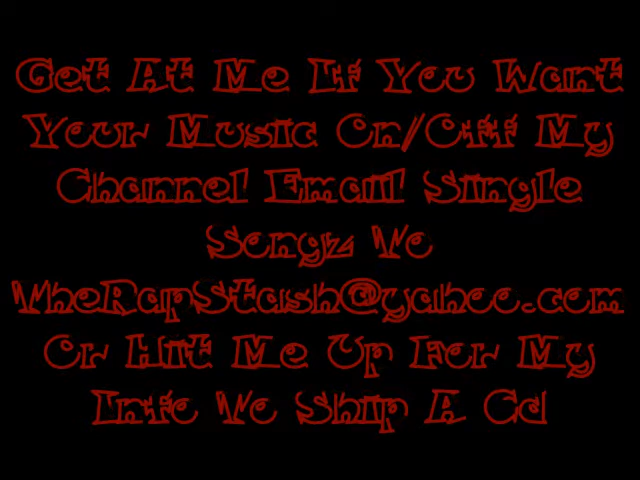 Get At Me If You Want
Your Music On/Off My
Channel Email Single
Songz To
TheRapStash@yahoo.com
Or Hit Me Up For My
Info To Ship A Cd